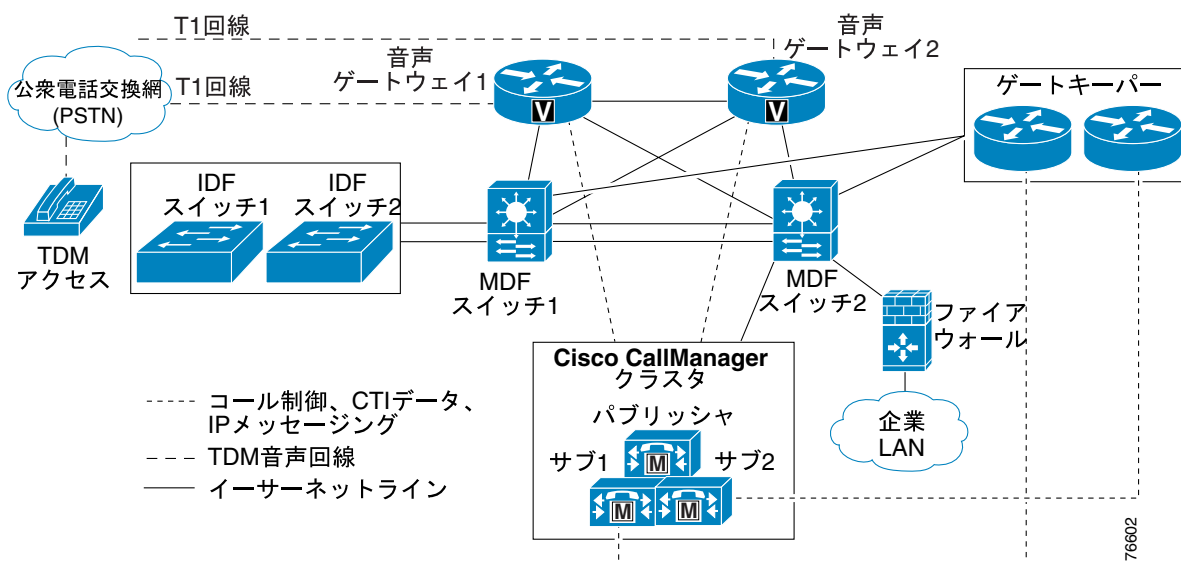 T1回線
音声
ゲートウェイ2
音声
ゲートウェイ1
T1回線
公衆電話交換網
(PSTN)
ゲートキーパー
V
V
IDF
スイッチ1
IDF
スイッチ2
TDM
アクセス
MDF
スイッチ1
MDF
スイッチ2
ファイア
ウォール
Cisco CallManager
クラスタ
パブリッシャ
M
サブ1
サブ2
M
M
企業
LAN
コール制御、CTIデータ、
IPメッセージング
TDM音声回線
イーサーネットライン
76602